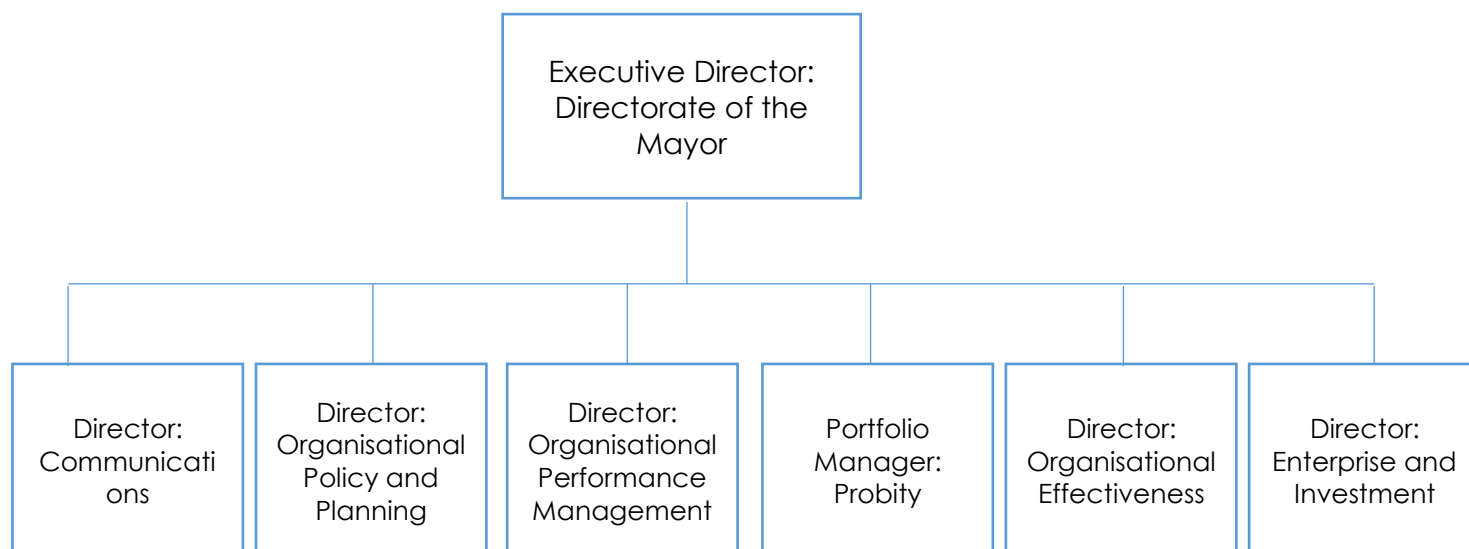 Executive Director:
Directorate of the
Mayor
Director:
Communicati
ons
Director:
Organisational
Policy and
Planning
Director:
Organisational
Performance
Management
Portfolio
Manager:
Probity
Director:
Organisational
Effectiveness
Director:
Enterprise and
Investment